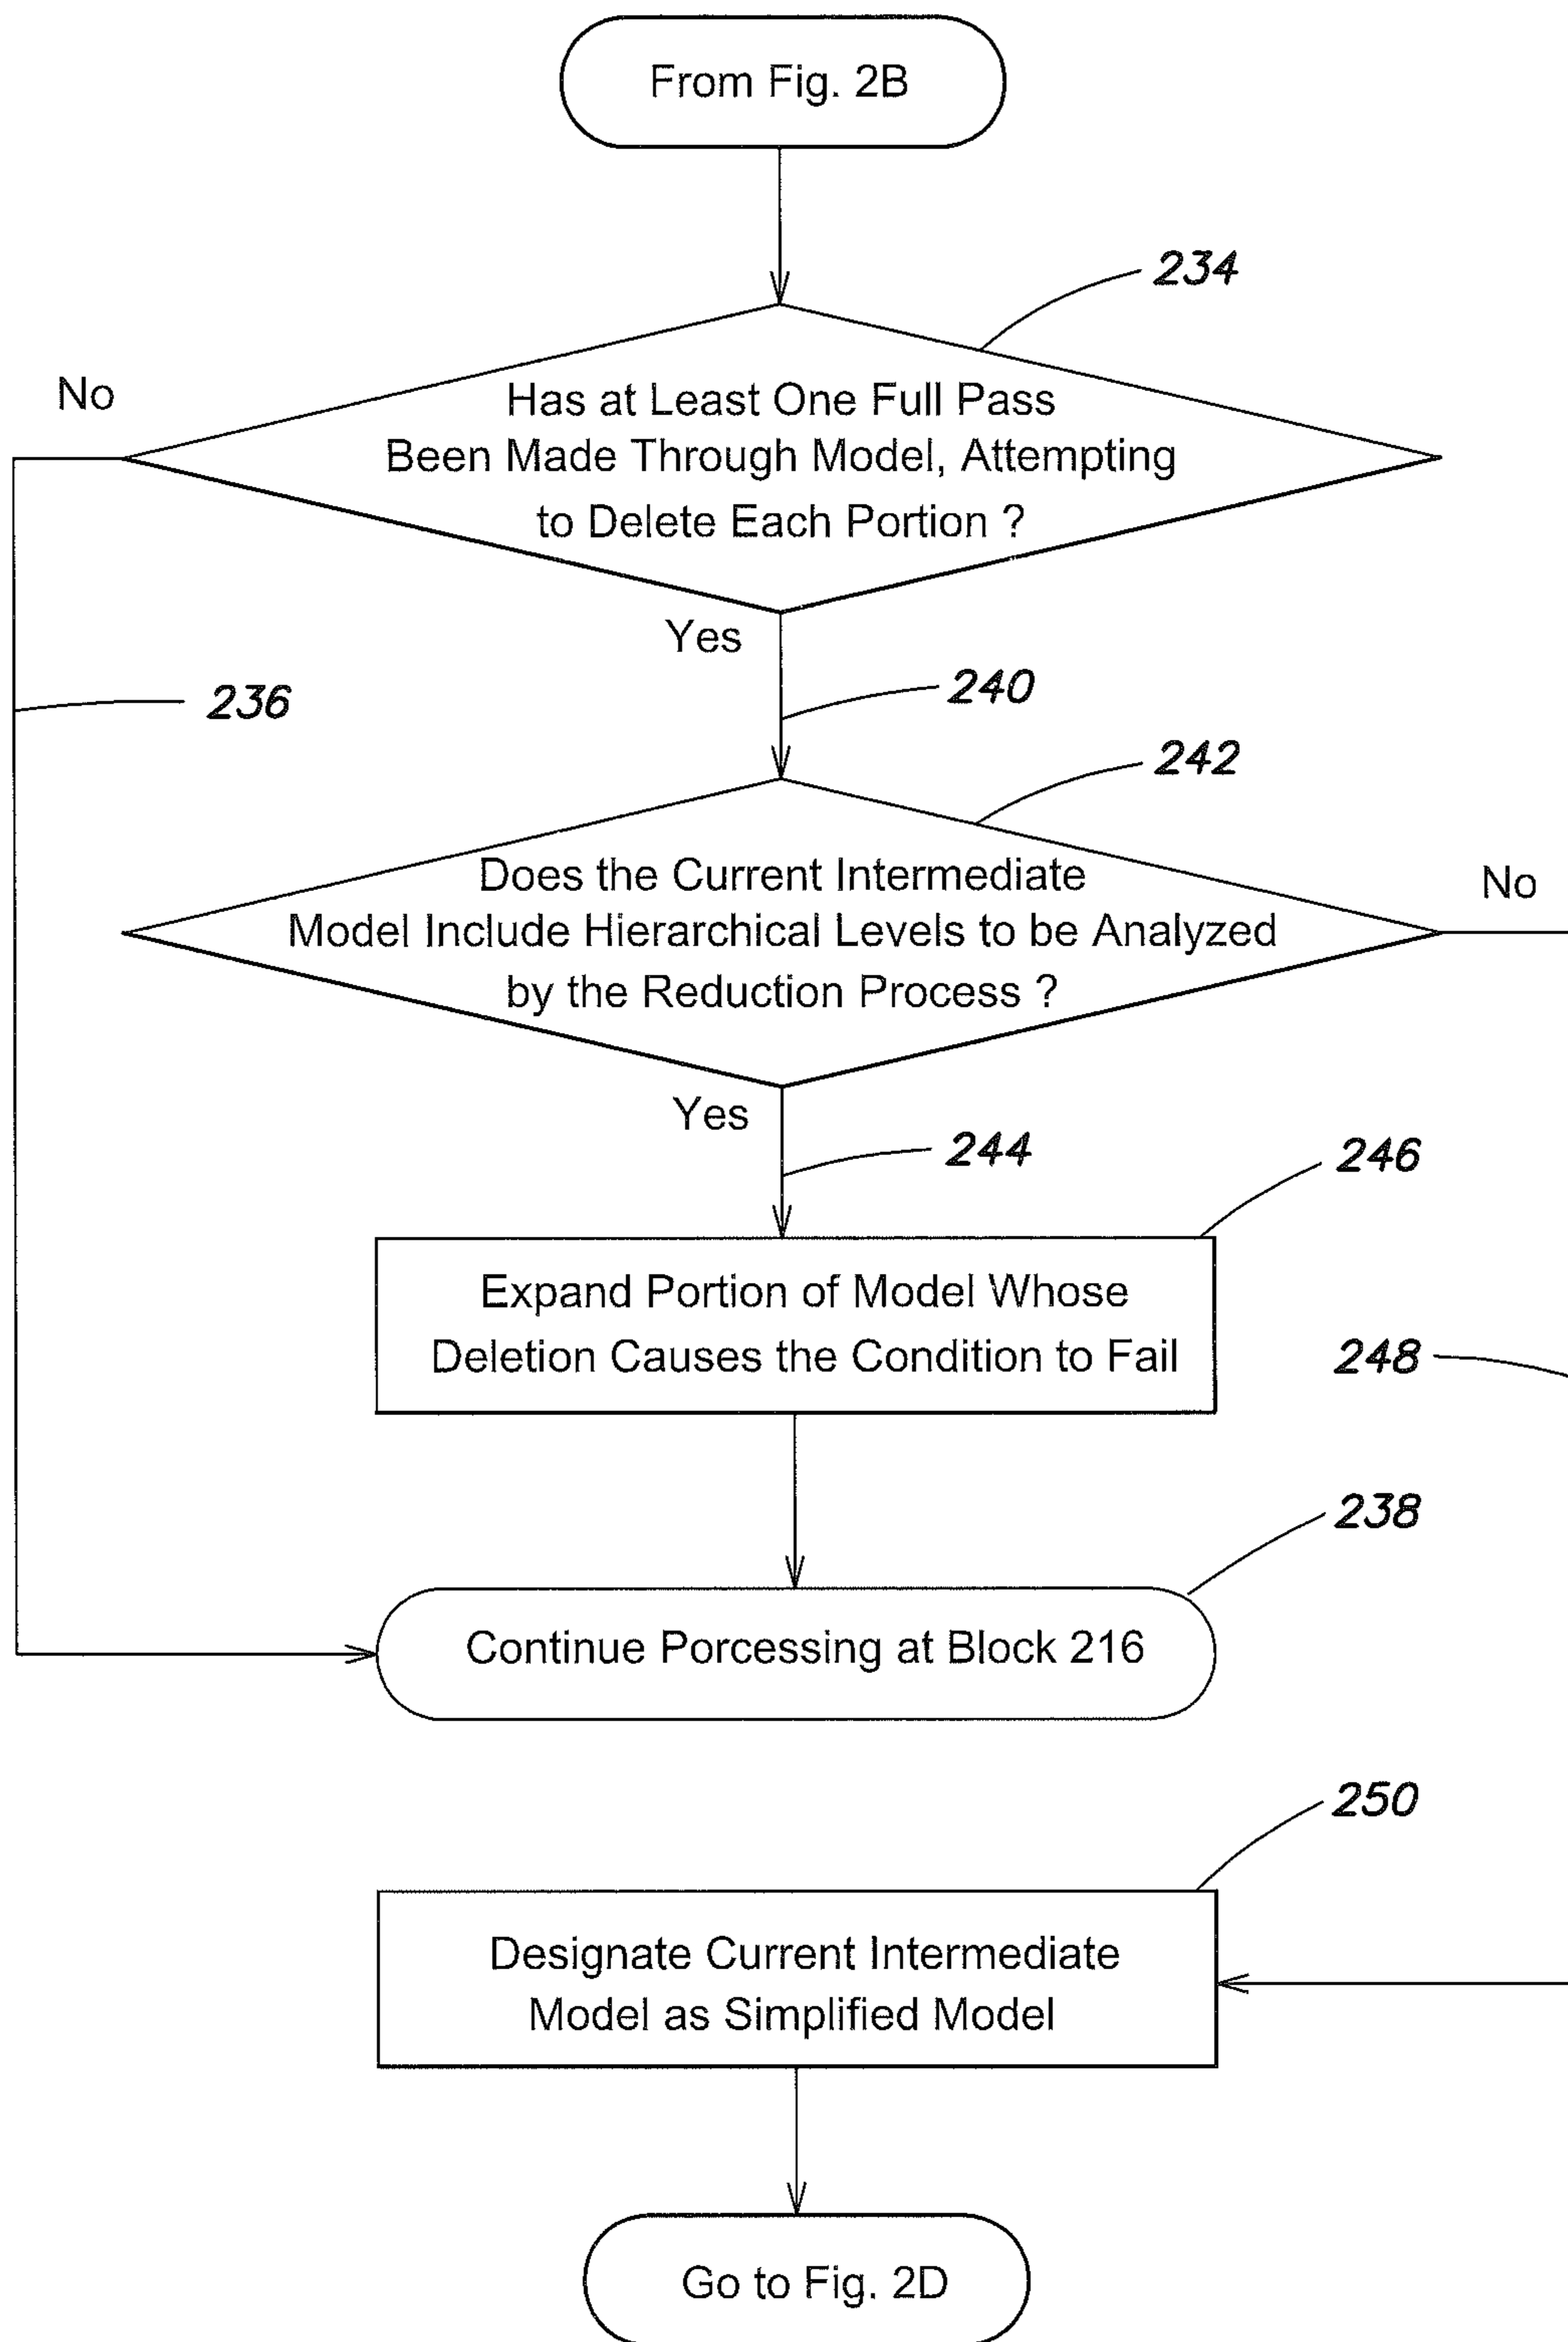 From Fig. 2B
234
No
Has at Least One Full Pass
Been Made Through Model, Attempting
to Delete Each Portion ?
Yes
236
240
242
Does the Current Intermediate
Model Include Hierarchical Levels to be Analyzed
by the Reduction Process ?
No
Yes
244
246
Expand Portion of Model Whose
Deletion Causes the Condition to Fail
248
238
Continue Porcessing at Block 216
250
Designate Current Intermediate
Model as Simplified Model
Go to Fig. 2D